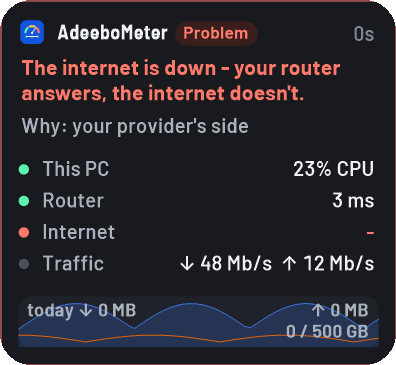 AdeeboMeter Problem 0s
The internet is down - your router
answers, the internet doesn't.
Why: your provider's side
This PC 23% CPU
Router 3 ms
Internet -
Traffic ↓ 48 Mb/s ↑ 12 Mb/s
today ↓ 0 MB ↑ 0 MB
0 / 500 GB